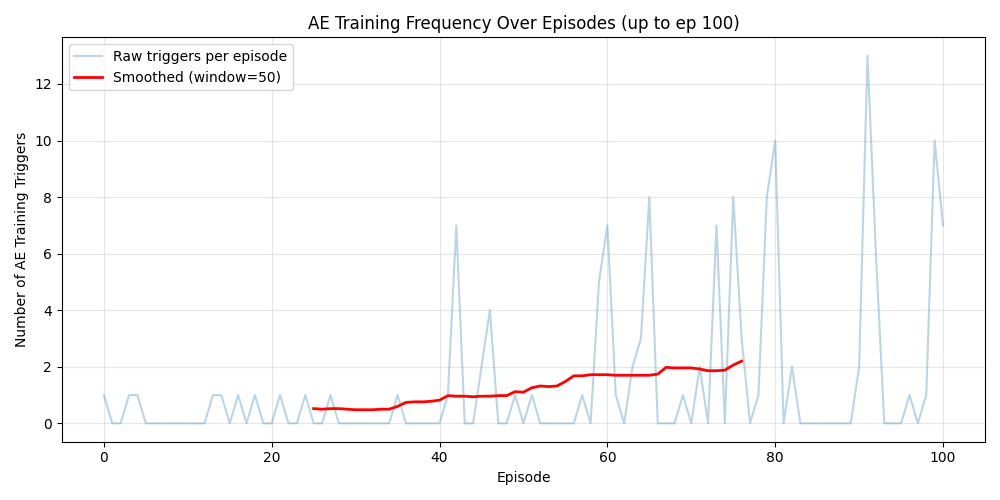 AE Training Frequency Over Episodes (up to ep 100)
Raw triggers per episode
Smoothed (window=50)
Number of AE Training Triggers
12
10
8
6
4
2
0
0 20 40 60 80 100
Episode